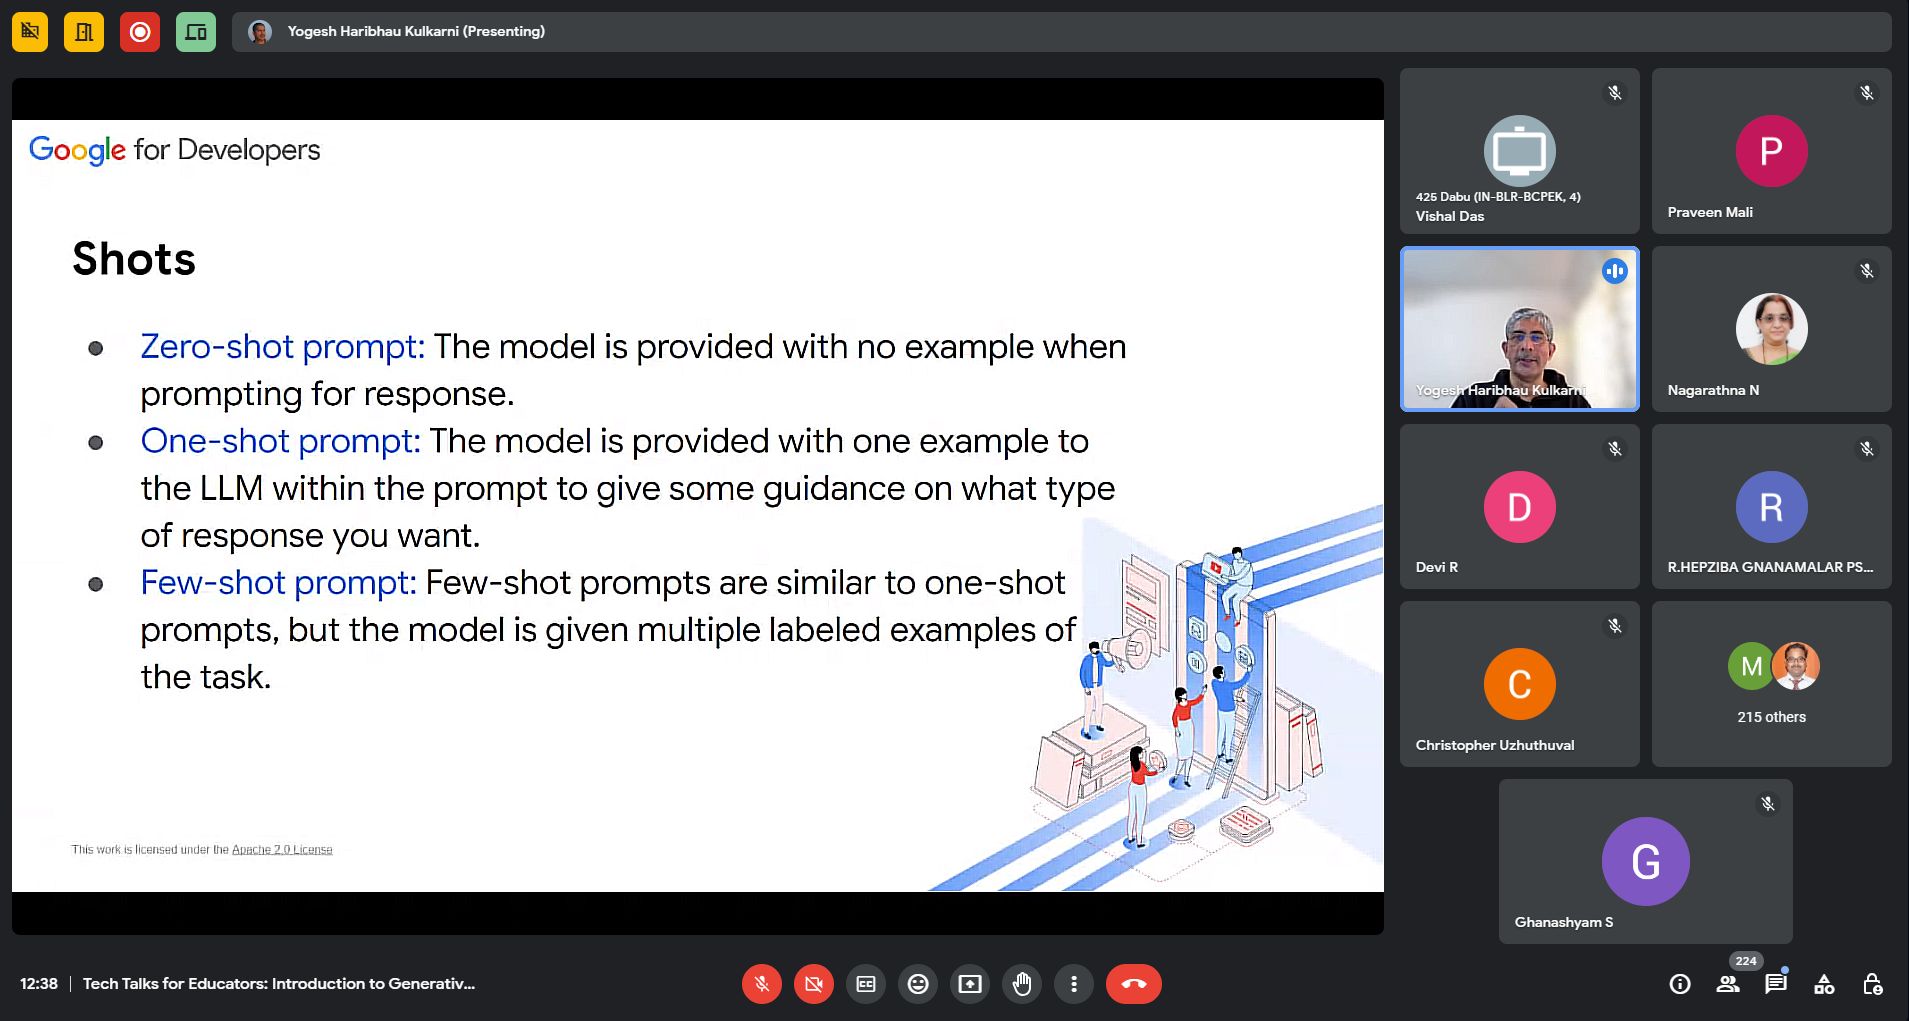 Yogesh Haribhau Kulkarni (Presenting)
Google for Developers
Shots
Zero-shot prompt: The model is provided with no example when
prompting for response.
One-shot prompt: The model is provided with one example to
the LLM within the prompt to give some guidance on what type
of response you want.
Few-shot prompt: Few-shot prompts are similar to one-shot
prompts, but the model is given multiple labeled examples of
the task.
This work is licensed under the Apache 2.0 License
425 Dabu (IN-BLR-BCPEK, 4)
Vishal Das
P
Praveen Mali
Yogesh Haribhau Kulkarni
Nagarathna N
D
Devi R
R
R.HEPZIBA GNANAMALAR PS...
C
Christopher Uzhuthuval
M
215 others
G
Ghanashyam S
12:38 | Tech Talks for Educators: Introduction to Generativ...
224